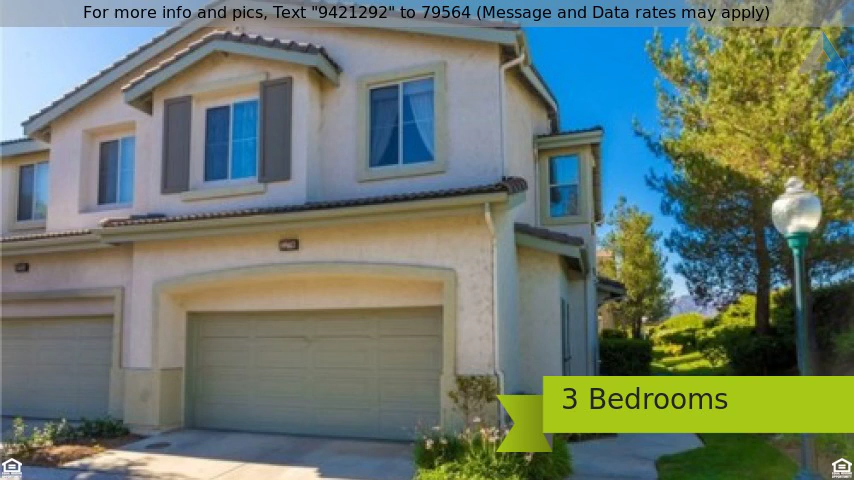 For more info and pics, Text "9421292" to 79564 (Message and Data rates may apply)
3 Bedrooms